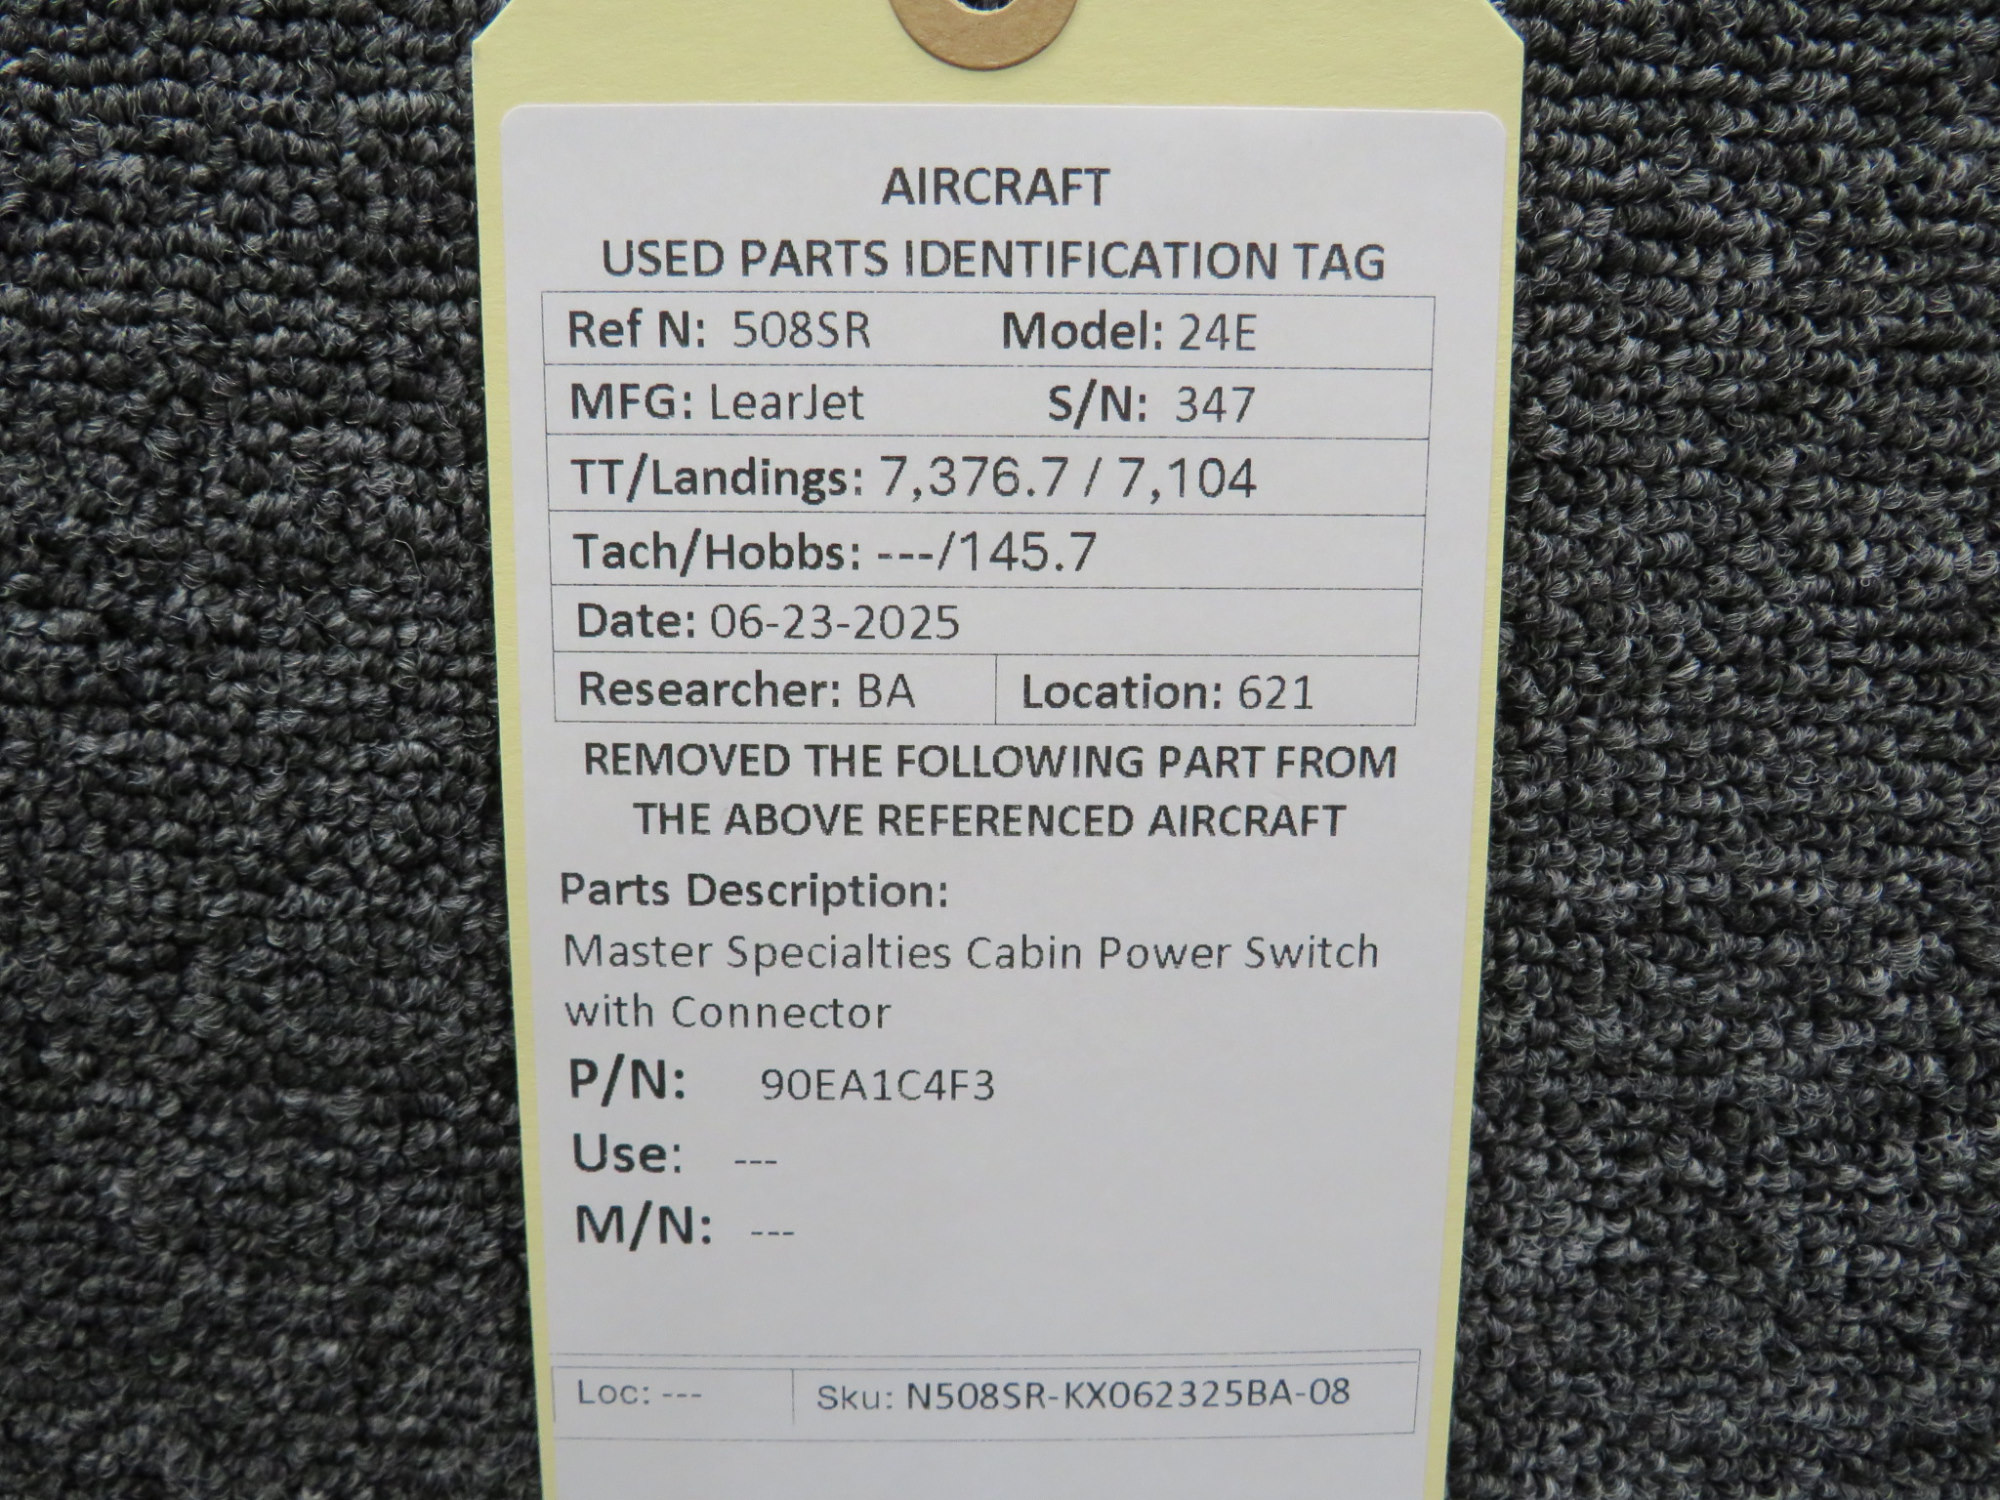 AIRCRAFT
USED PARTS IDENTIFICATION TAG
Ref N: 508SR Model: 24E
MFG: LearJet S/N: 347
TT/Landings: 7,376.7 / 7,104
Tach/Hobbs: ---/145.7
Date: 06-23-2025
Researcher: BA Location: 621
REMOVED THE FOLLOWING PART FROM
THE ABOVE REFERENCED AIRCRAFT
Parts Description:
Master Specialties Cabin Power Switch
with Connector
P/N: 90EA1C4F3
Use: ---
M/N: ---
Loc: --- Sku: N508SR-KX062325BA-08